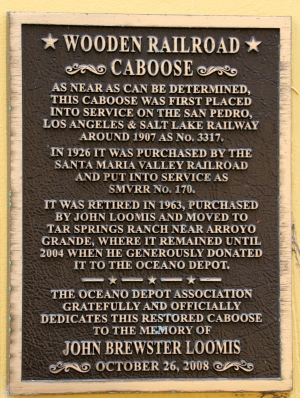 WOODEN RAILROAD
CABOOSE
AS NEAR AS CAN BE DETERMINED,
THIS CABOOSE WAS FIRST PLACED
INTO SERVICE ON THE SAN PEDRO,
LOS ANGELES & SALT LAKE RAILWAY
AROUND 1907 AS No. 3317.
IN 1926 IT WAS PURCHASED BY THE
SANTA MARIA VALLEY RAILROAD
AND PUT INTO SERVICE AS
SMVRR No. 170.
IT WAS RETIRED IN 1963, PURCHASED
BY JOHN LOOMIS AND MOVED TO
TAR SPRINGS RANCH NEAR ARROYO
GRANDE, WHERE IT REMAINED UNTIL
2004 WHEN HE GENEROUSLY DONATED
IT TO THE OCEANO DEPOT.
THE OCEANO DEPOT ASSOCIATION
GRATEFULLY AND OFFICIALLY
DEDICATES THIS RESTORED CABOOSE
TO THE MEMORY OF
JOHN BREWSTER LOOMIS
OCTOBER 26, 2008